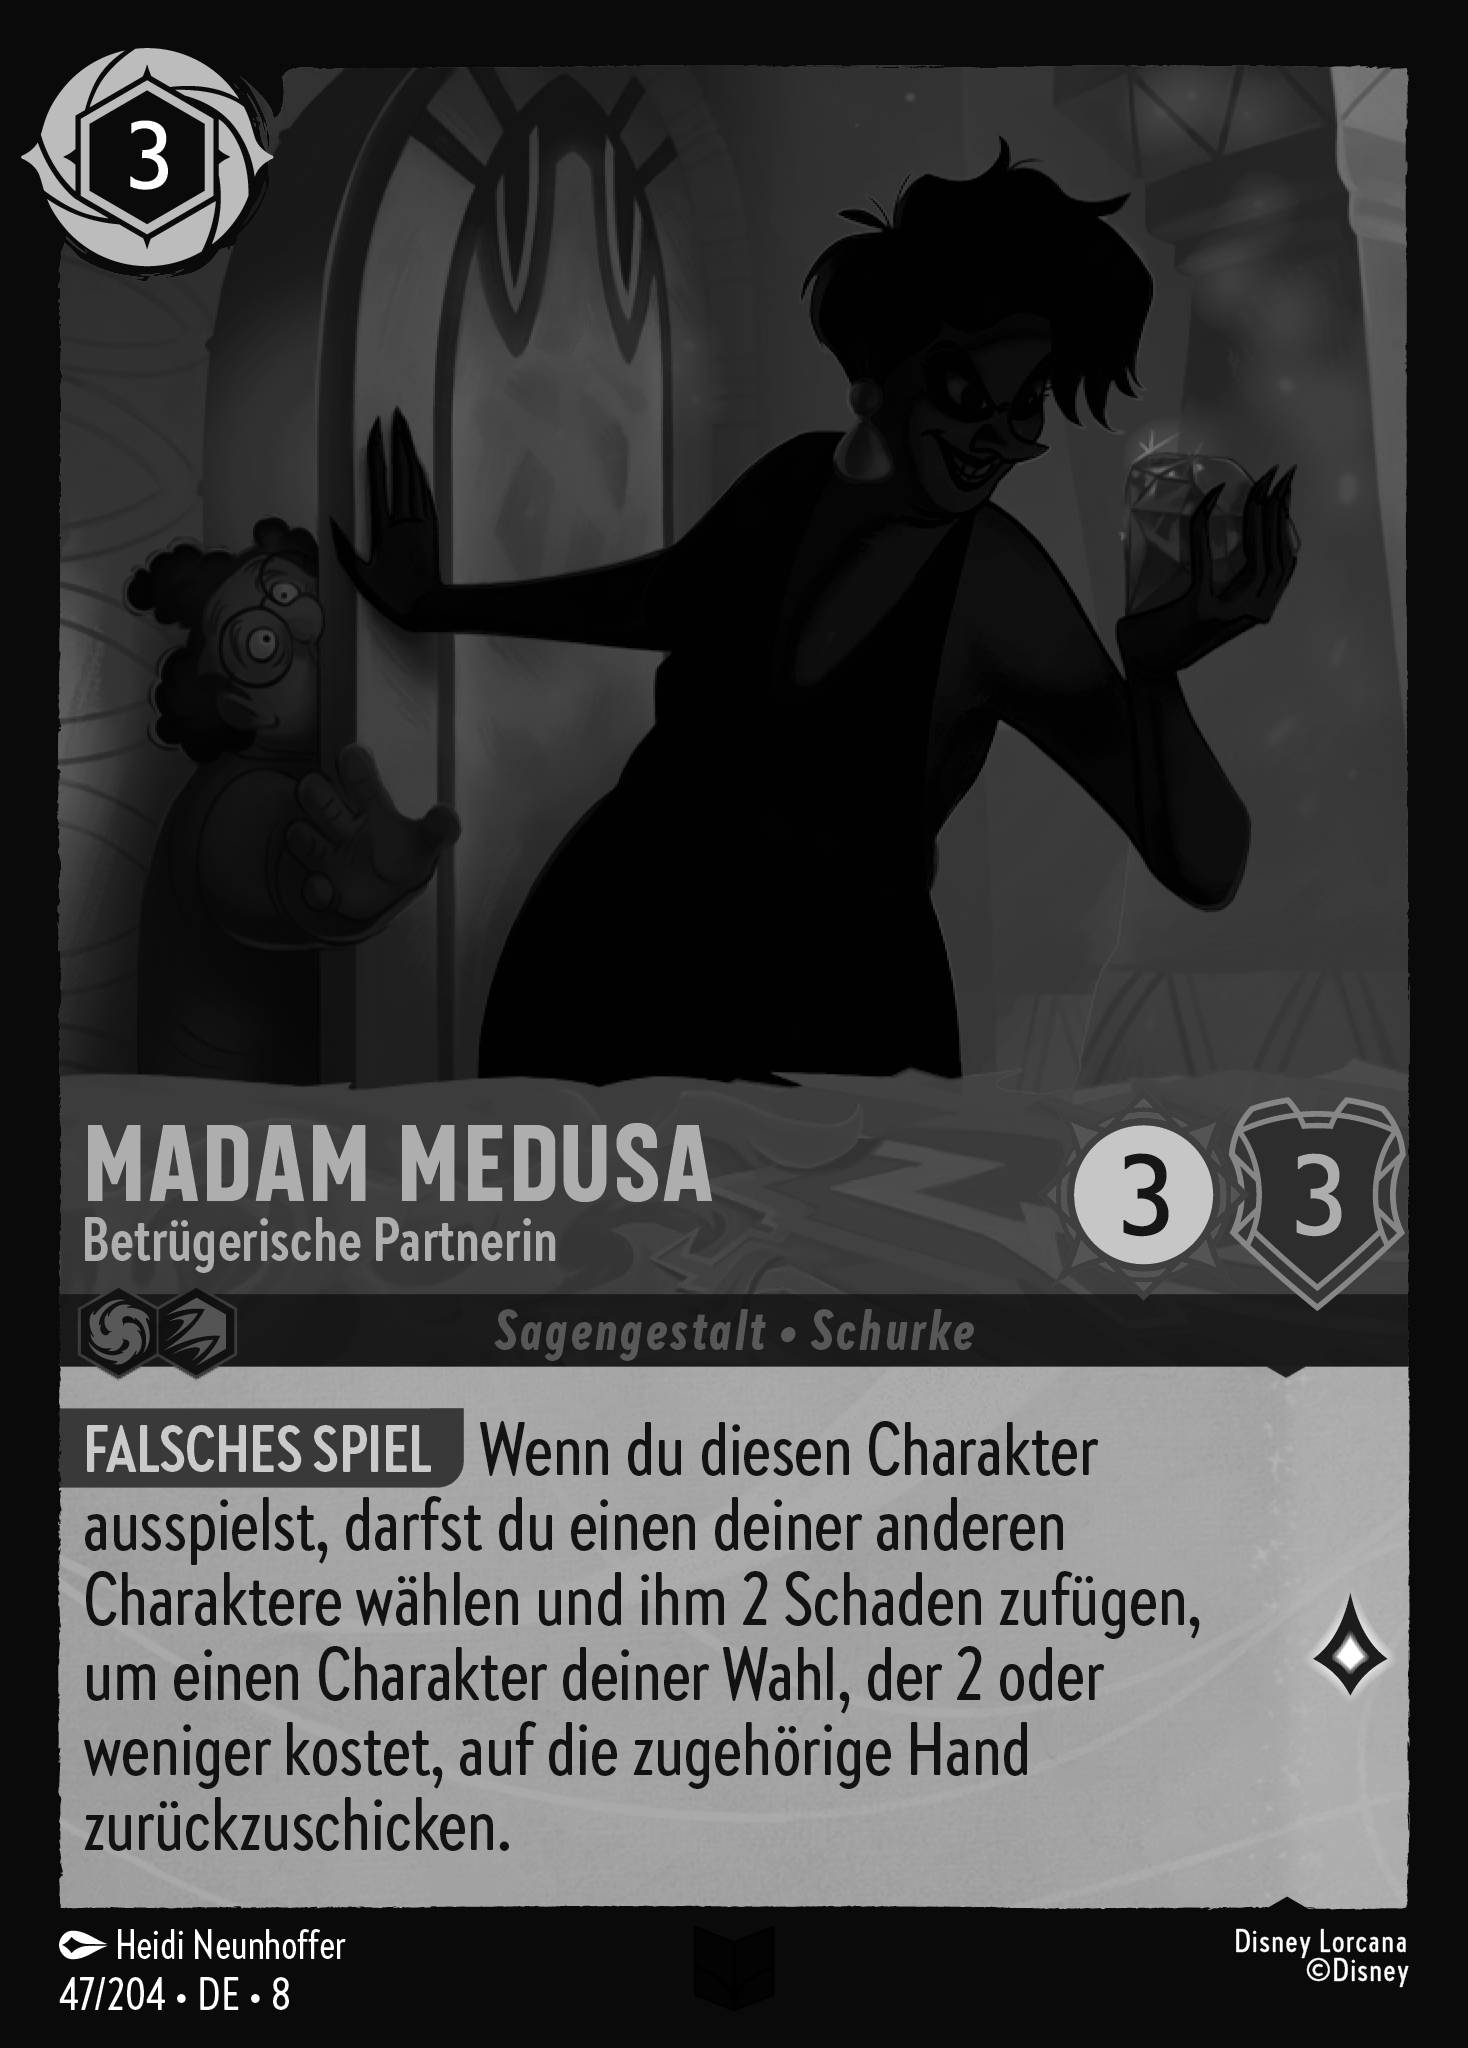 3
MADAM MEDUSA
Betrügerische Partnerin
3 3
Sagengestalt • Schurke
FALSCHES SPIEL Wenn du diesen Charakter
ausspielst, darfst du einen deiner anderen
Charaktere wählen und ihm 2 Schaden zufügen,
um einen Charakter deiner Wahl, der 2 oder
weniger kostet, auf die zugehörige Hand
zurückzuschicken.
Heidi Neunhoffer
47/204 • DE • 8
Disney Lorcana
©Disney